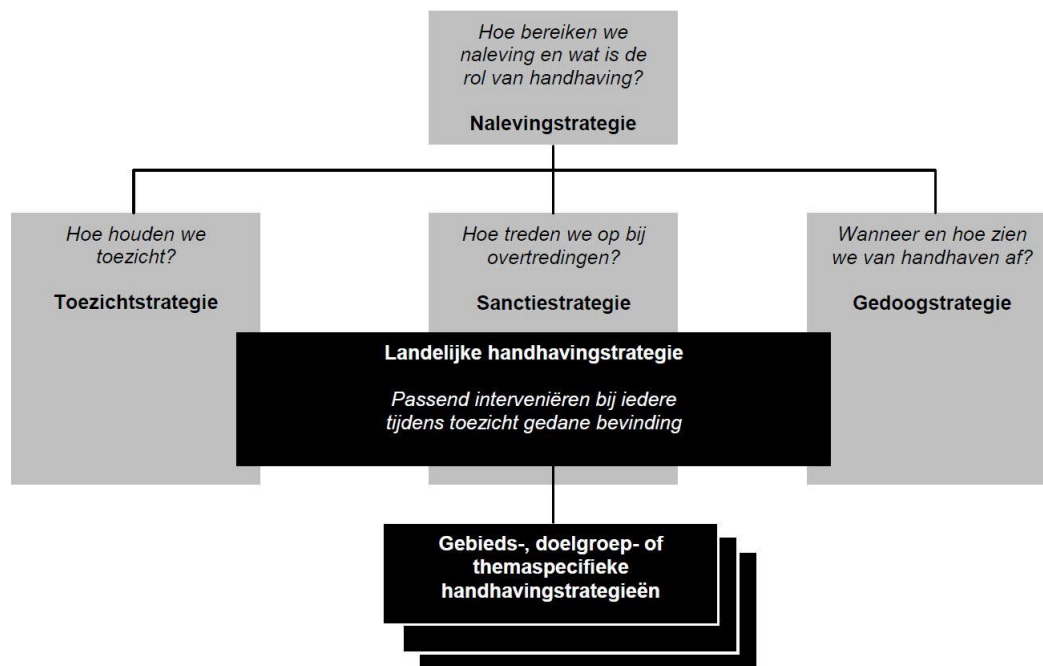 Hoe bereiken we
naleving en wat is de
rol van handhaving?
Nalevingstrategie
Hoe houden we
toezicht?
Toezichtstrategie
Hoe treden we op bij
overtredingen?
Sanctiestrategie
Wanneer en hoe zien
we van handhaven af?
Gedoogstrategie
Landelijke handhavingstrategie
Passend interveniëren bij iedere
tijdens toezicht gedane bevinding
Gebieds-, doelgroep- of
themaspecifieke
handhavingstrategieën